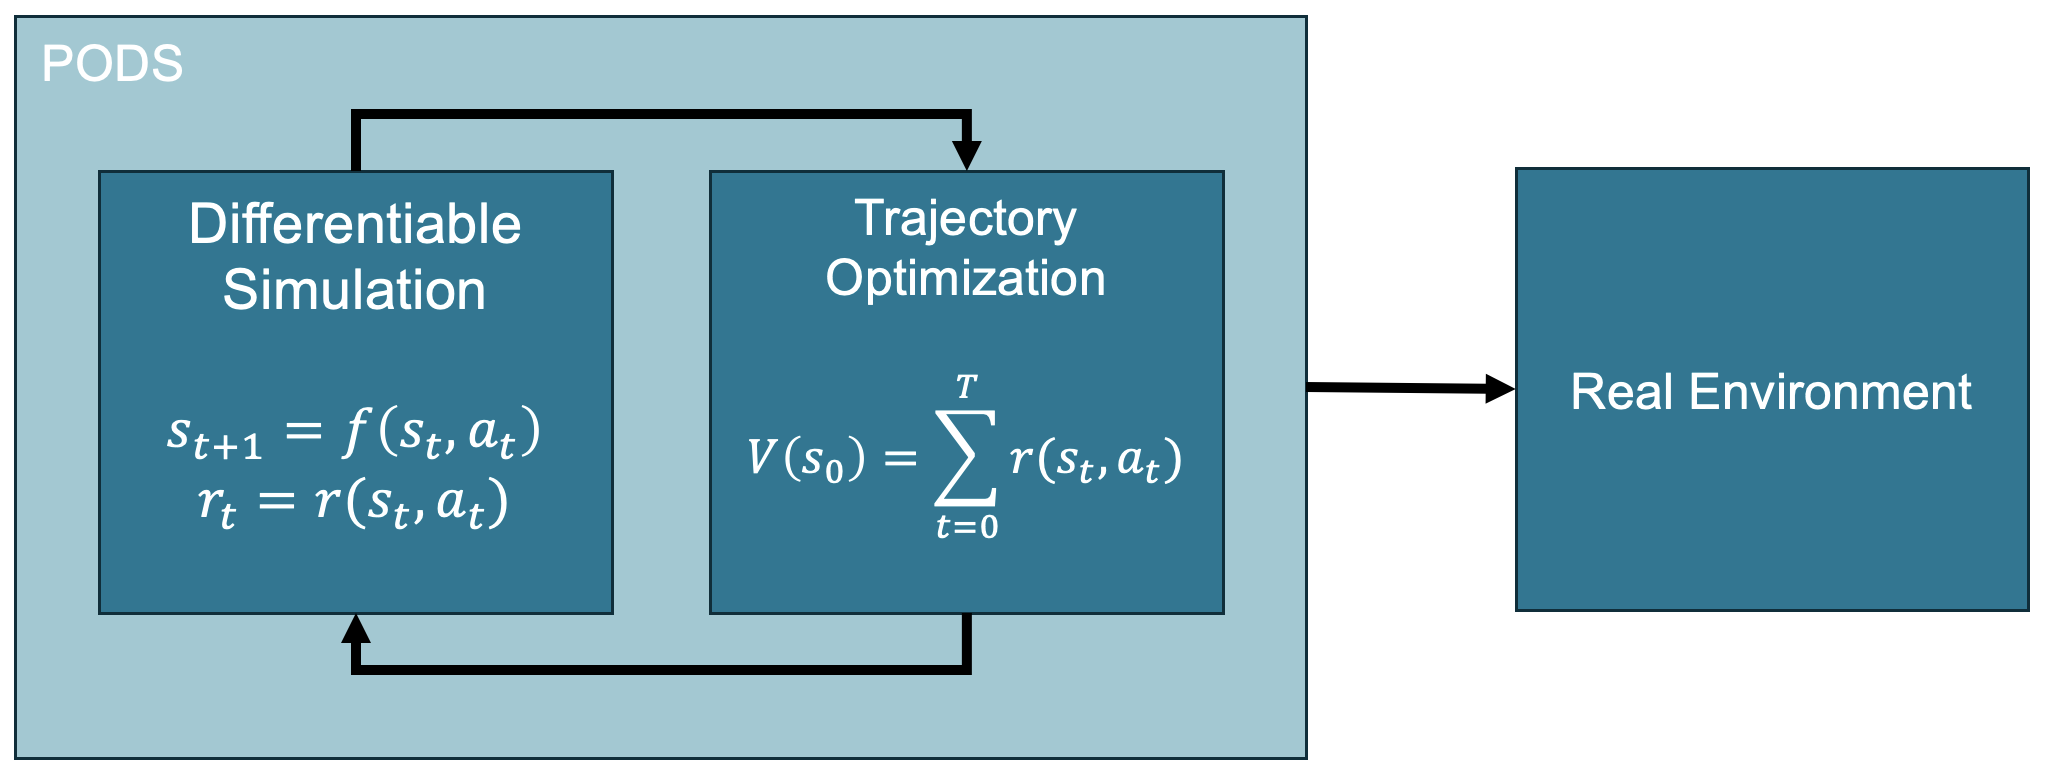 PODS
Differentiable
Simulation
s_{t+1} = f(s_t, a_t)
r_t = r(s_t, a_t)
Trajectory
Optimization
V(s_0) = \sum_{t=0}^{T} r(s_t, a_t)
Real Environment